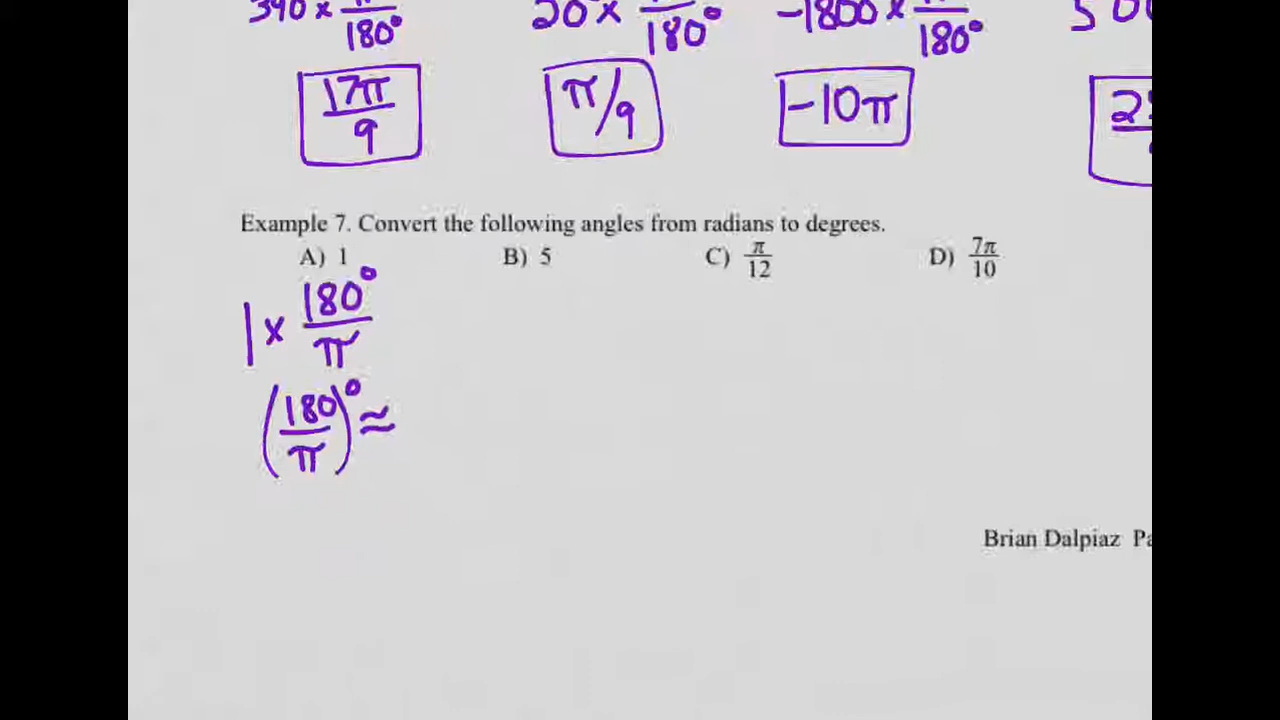 340 × π/180° 20° × π/180° -1800 × π/180°
17π/9 π/9 -10π
Example 7. Convert the following angles from radians to degrees.
A) 1 B) 5 C) π/12 D) 7π/10
1 × 180°/π
(180/π)° ≈
Brian Dalpiaz